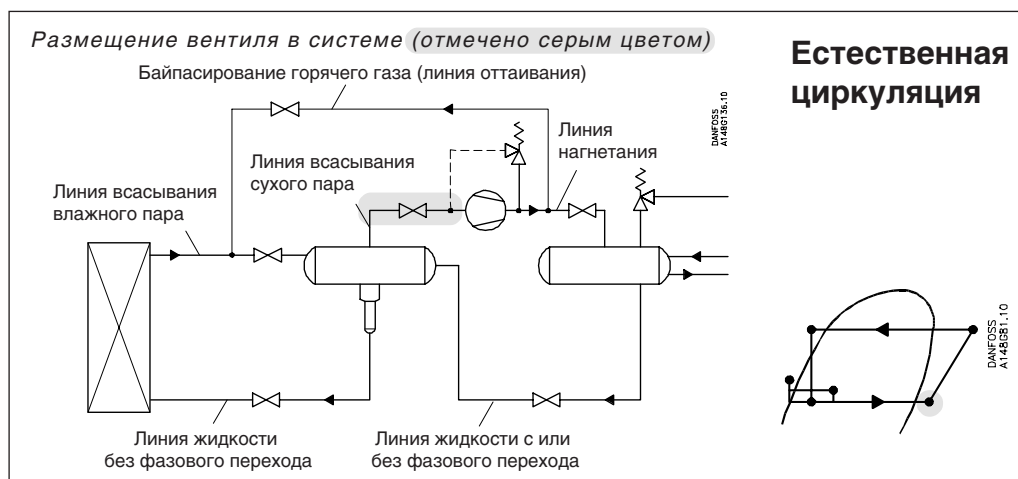 Размещение вентиля в системе (отмечено серым цветом)
Естественная
циркуляция
Байпасирование горячего газа (линия оттаивания)
DANFOSS
A148G136.10
Линия
нагнетания
Линия всасывания
сухого пара
Линия всасывания
влажного пара
DANFOSS
A148G81.10
Линия жидкости
без фазового перехода
Линия жидкости с или
без фазового перехода